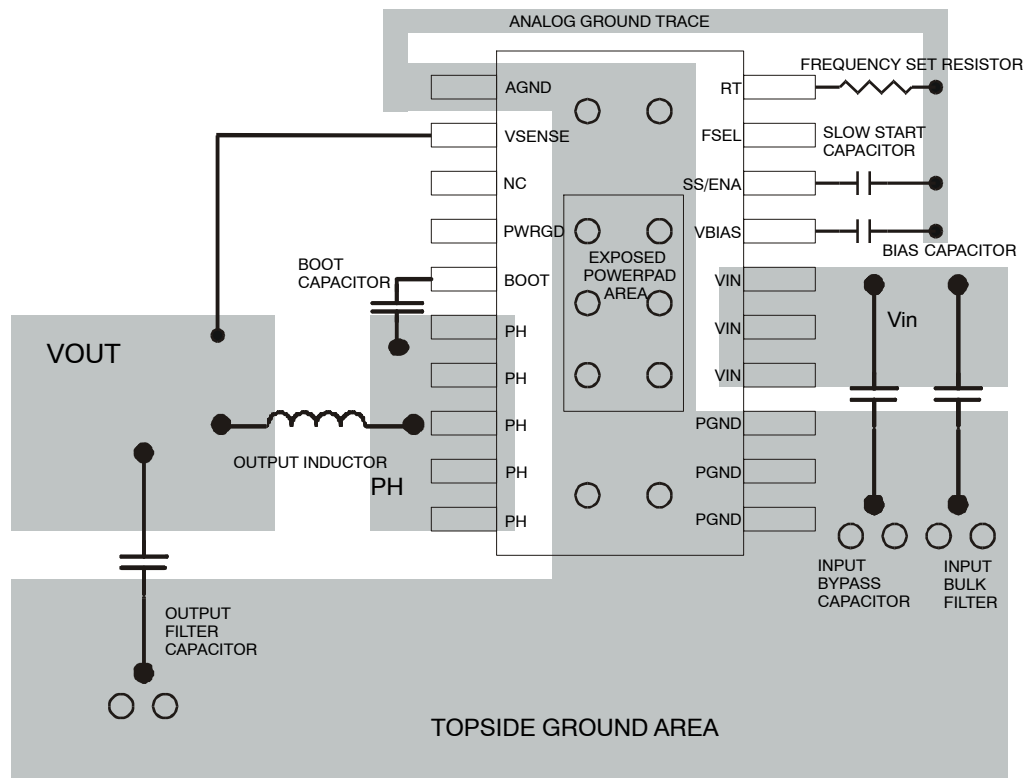 ANALOG GROUND TRACE
FREQUENCY SET RESISTOR
AGND
RT
VSENSE
FSEL
SLOW START
CAPACITOR
NC
SS/ENA
PWRGD
VBIAS
BIAS CAPACITOR
EXPOSED
POWERPAD
AREA
BOOT
CAPACITOR
BOOT
VIN
Vin
PH
VIN
VOUT
PH
VIN
PH
PGND
OUTPUT INDUCTOR
PH
PH
PGND
PH
PGND
INPUT
BYPASS
CAPACITOR
INPUT
BULK
FILTER
OUTPUT
FILTER
CAPACITOR
TOPSIDE GROUND AREA